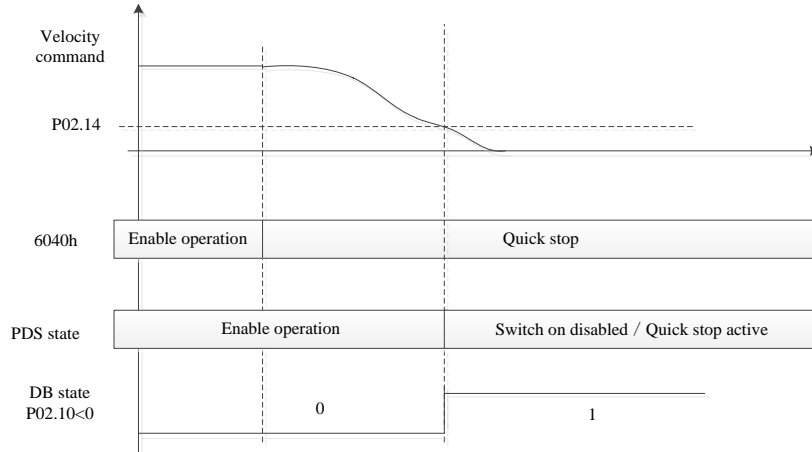 Velocity
command
P02.14
6040h
Enable operation
Quick stop
PDS state
Enable operation
Switch on disabled / Quick stop active
DB state
P02.10<0
0
1